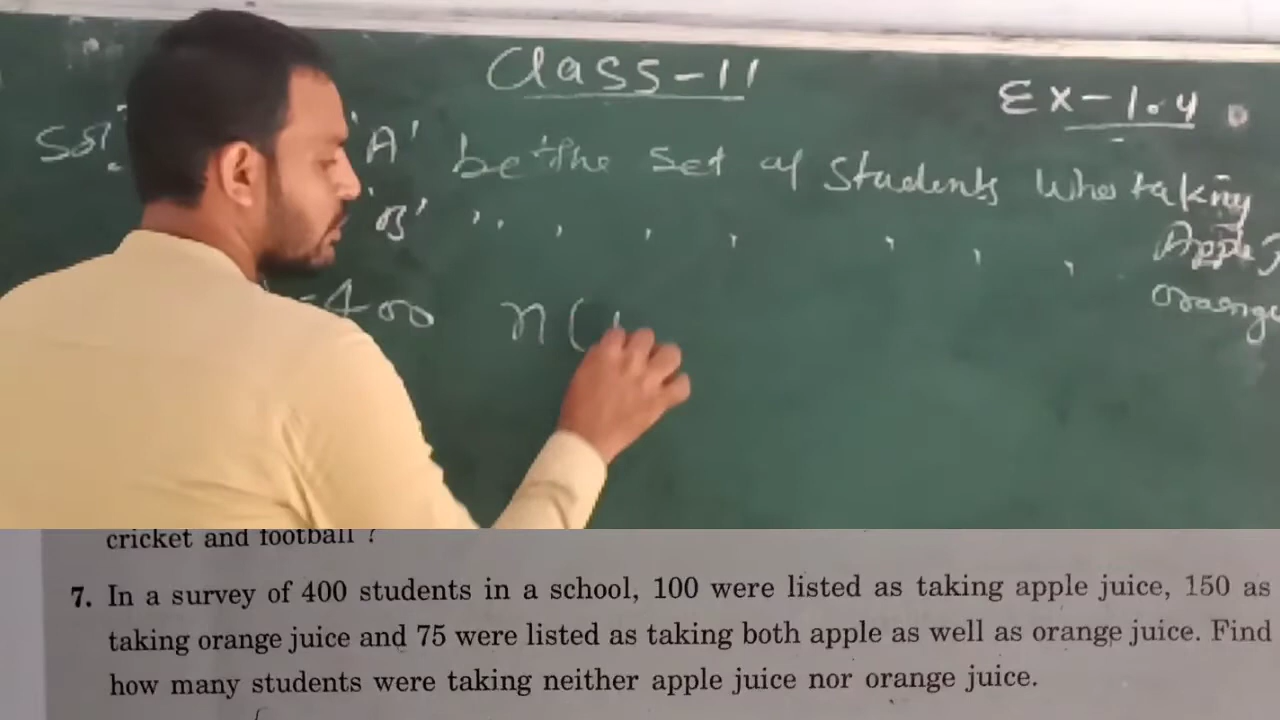 Class-11
Ex-1.4
Sol. 'A' be the set of students who taking
Apple
'B' ,, , , , , , , orange
-400 n(
cricket and football ?
7. In a survey of 400 students in a school, 100 were listed as taking apple juice, 150 as
taking orange juice and 75 were listed as taking both apple as well as orange juice. Find
how many students were taking neither apple juice nor orange juice.